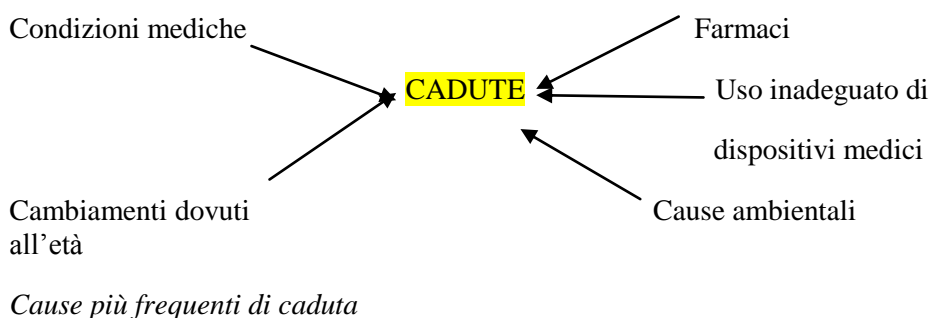 Condizioni mediche
Farmaci
CADUTE
Uso inadeguato di
dispositivi medici
Cambiamenti dovuti
all’età
Cause ambientali
Cause più frequenti di caduta